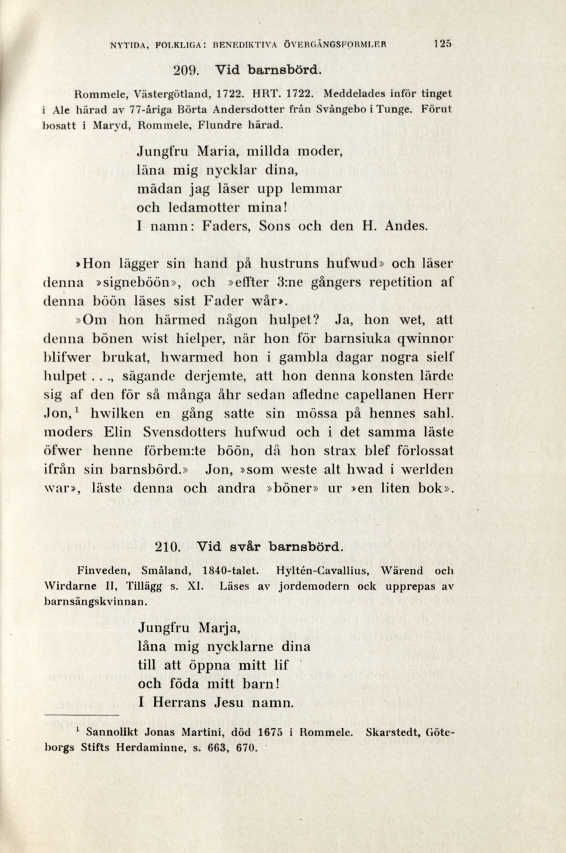 NYTIDA, FOLKLIGA: BENEDIKTIVA ÖVERGÅNGSFORMLER 125
209. Vid barnsbörd.
Rommele, Västergötland, 1722. HRT. 1722. Meddelades inför tinget
i Ale härad av 77-åriga Börta Andersdotter från Svångebo i Tunge. Förut
bosatt i Maryd, Rommele, Flundre härad.
Jungfru Maria, millda moder,
läna mig nycklar dina,
mädan jag läser upp lemmar
och ledamotter mina!
I namn: Faders, Sons och den H. Andes.
»Hon lägger sin hand på hustruns hufwud» och läser
denna »signeböön», och »effter 3:ne gångers repetition af
denna böön läses sist Fader wår».
»Om hon härmed någon hulpet? Ja, hon wet, att
denna bönen wist hielper, när hon för barnsiuka qwinnor
blifwer brukat, hwarmed hon i gambla dagar nogra sielf
hulpet . . ., sägande derjemte, att hon denna konsten lärde
sig af den för så många åhr sedan afledne capellanen Herr
Jon,¹ hwilken en gång satte sin mössa på hennes sahl.
moders Elin Svensdotters hufwud och i det samma läste
öfwer henne förbem:te böön, då hon strax blef förlossat
ifrån sin barnsbörd.» Jon, »som weste alt hwad i werlden
war», läste denna och andra »böner» ur »en liten bok».
210. Vid svår barnsbörd.
Finveden, Småland, 1840-talet. Hyltén-Cavallius, Wärend och
Wirdarne II, Tillägg s. XI. Läses av jordemodern ock upprepas av
barnsängskvinnan.
Jungfru Marja,
låna mig nycklarne dina
till att öppna mitt lif
och föda mitt barn!
I Herrans Jesu namn.
¹ Sannolikt Jonas Martini, död 1675 i Rommele. Skarstedt, Göte-
borgs Stifts Herdaminne, s. 663, 670.